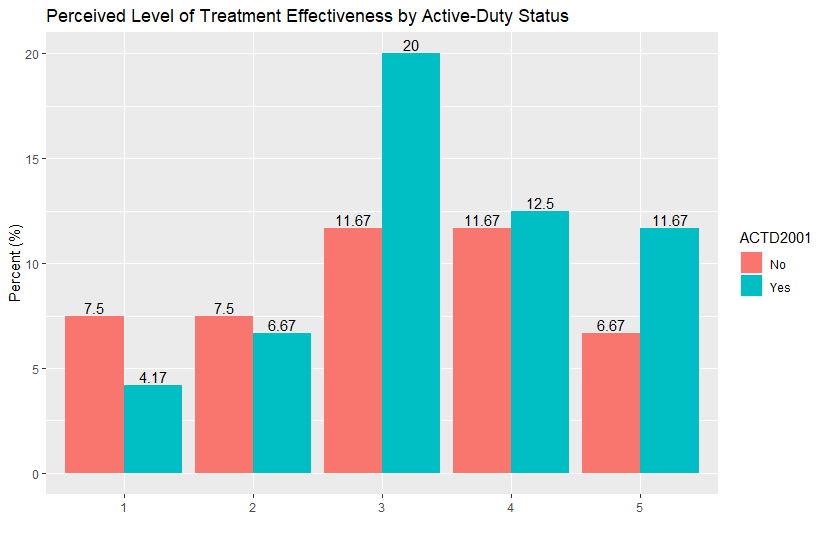 Perceived Level of Treatment Effectiveness by Active-Duty Status
20
15
10
5
0
Percent (%)
7.5
4.17
7.5
6.67
11.67
20
11.67
12.5
6.67
11.67
1 2 3 4 5
ACTD2001
No
Yes